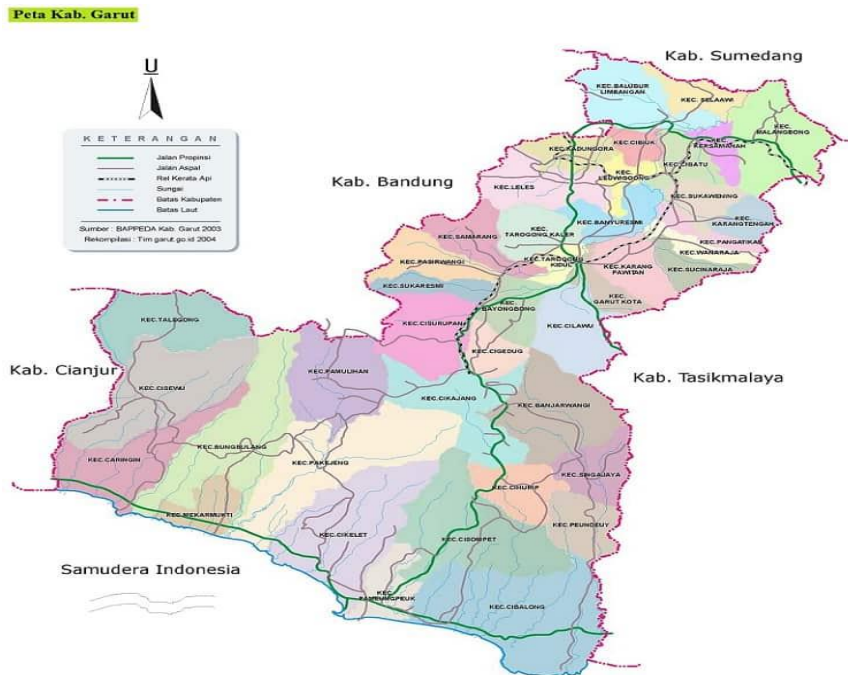 Peta Kab. Garut
U
KETERANGAN
Jalan Propinsi
Jalan Aspal
Rel Kerata Api
Sungai
Batas Kabupaten
Batas Laut
Sumber : BAPPEDA Kab. Garut 2003
Rekompilasi : Tim.garut.go.id 2004
Kab. Sumedang
Kab. Bandung
Kab. Cianjur
Kab. Tasikmalaya
Samudera Indonesia
KEC.BALUBUR
LIMBANGAN
KEC. SELAAWI
KEC.
MALANGBONG
KEC.KADUNGORA
KEC.CIBIUK
KEC.
KERSAMANAH
KEC.CIBATU
KEC.
LEUWIGOONG
KEC.LELES
KEC.SUKAWENING
KEC.
KARANGTENGAH
KEC.BANYURESMI
KEC.
TAROGONG KALER
KEC.SAMARANG
KEC.PANGATIKAN
KEC.WANARAJA
KEC.SUCINARAJA
KEC.PASIRWANGI
KEC.TAROGONG
KIDUL
KEC.KARANG
PAWITAN
KEC.SUKARESMI
KEC.
GARUT KOTA
KEC.
BAYONGBONG
KEC.CISURUPAN
KEC.CILAWU
KEC.CIGEDUG
KEC.TALEGONG
KEC.PAMULIHAN
KEC.CISEWU
KEC.CIKAJANG
KEC.BANJARWANGI
KEC.BUNGBULANG
KEC.CARINGIN
KEC.PAKEJENG
KEC.SINGAJAYA
KEC.CIHURIP
KEC.MEKARMUKTI
KEC.PEUNDEUY
KEC.CIKELET
KEC.CISOMPET
KEC.
PAMEUNGPEUK
KEC.CIBALONG